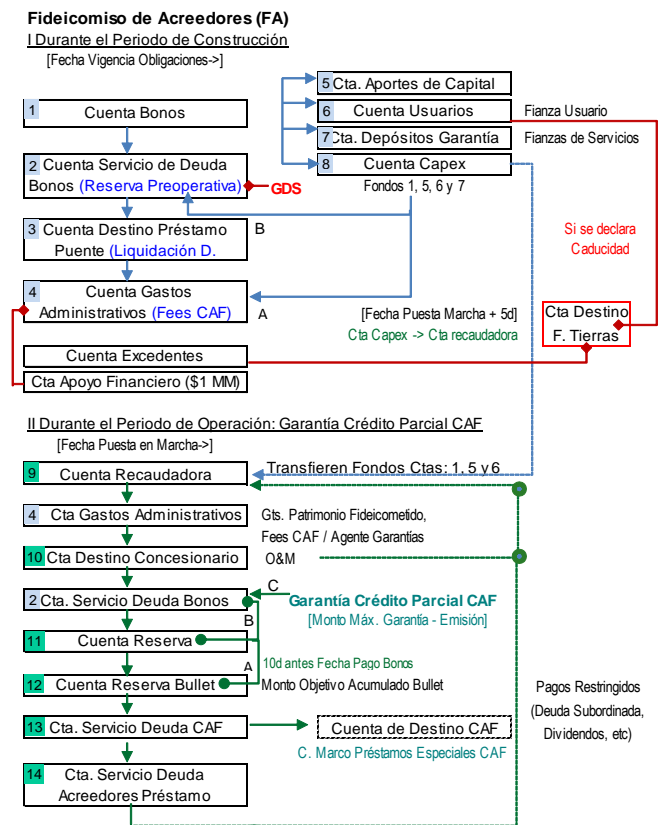 Fideicomiso de Acreedores (FA)
I Durante el Periodo de Construcción
[Fecha Vigencia Obligaciones->]
1 Cuenta Bonos
2 Cuenta Servicio de Deuda
Bonos (Reserva Preoperativa)
GDS
3 Cuenta Destino Préstamo
Puente (Liquidación D.
4 Cuenta Gastos
Administrativos (Fees CAF)
Cuenta Excedentes
Cta Apoyo Financiero ($1 MM)
5 Cta. Aportes de Capital
6 Cuenta Usuarios
Fianza Usuario
7 Cta. Depósitos Garantía
Fianzas de Servicios
8 Cuenta Capex
Fondos 1, 5, 6 y 7
B
A
Si se declara
Caducidad
[Fecha Puesta Marcha + 5d]
Cta Capex -> Cta recaudadora
Cta Destino
F. Tierras
II Durante el Periodo de Operación: Garantía Crédito Parcial CAF
[Fecha Puesta en Marcha->]
9 Cuenta Recaudadora
Transfieren Fondos Ctas: 1, 5 y 6
4 Cta Gastos Administrativos
Gts. Patrimonio Fideicometido,
Fees CAF / Agente Garantías
10 Cta Destino Concesionario
O&M
2 Cta. Servicio Deuda Bonos
C
Garantía Crédito Parcial CAF
[Monto Máx. Garantía - Emisión]
B
11 Cuenta Reserva
A
10d antes Fecha Pago Bonos
12 Cuenta Reserva Bullet
Monto Objetivo Acumulado Bullet
13 Cta. Servicio Deuda CAF
Cuenta de Destino CAF
C. Marco Préstamos Especiales CAF
14 Cta. Servicio Deuda
Acreedores Préstamo
Pagos Restringidos
(Deuda Subordinada,
Dividendos, etc)